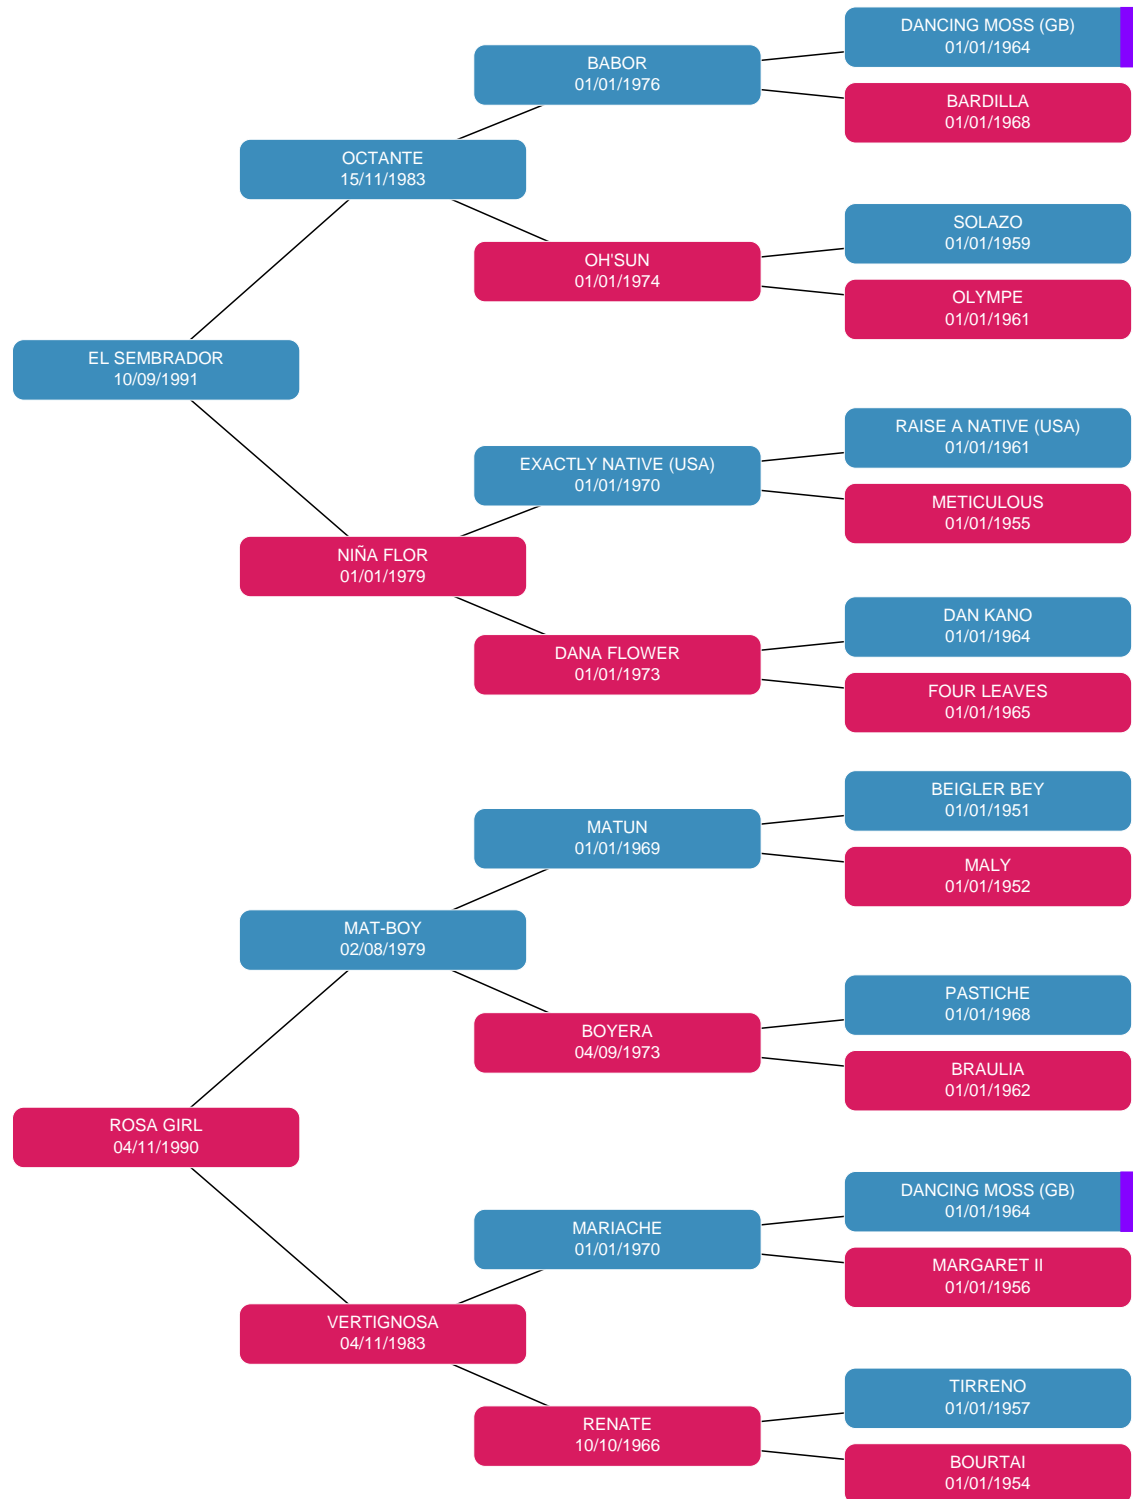 DANCING MOSS (GB)
01/01/1964
BABOR
01/01/1976
BARDILLA
01/01/1968
OCTANTE
15/11/1983
SOLAZO
01/01/1959
OH'SUN
01/01/1974
OLYMPE
01/01/1961
EL SEMBRADOR
10/09/1991
RAISE A NATIVE (USA)
01/01/1961
EXACTLY NATIVE (USA)
01/01/1970
METICULOUS
01/01/1955
NIÑA FLOR
01/01/1979
DAN KANO
01/01/1964
DANA FLOWER
01/01/1973
FOUR LEAVES
01/01/1965
BEIGLER BEY
01/01/1951
MATUN
01/01/1969
MALY
01/01/1952
MAT-BOY
02/08/1979
PASTICHE
01/01/1968
BOYERA
04/09/1973
BRAULIA
01/01/1962
ROSA GIRL
04/11/1990
DANCING MOSS (GB)
01/01/1964
MARIACHE
01/01/1970
MARGARET II
01/01/1956
VERTIGNOSA
04/11/1983
TIRRENO
01/01/1957
RENATE
10/10/1966
BOURTAI
01/01/1954